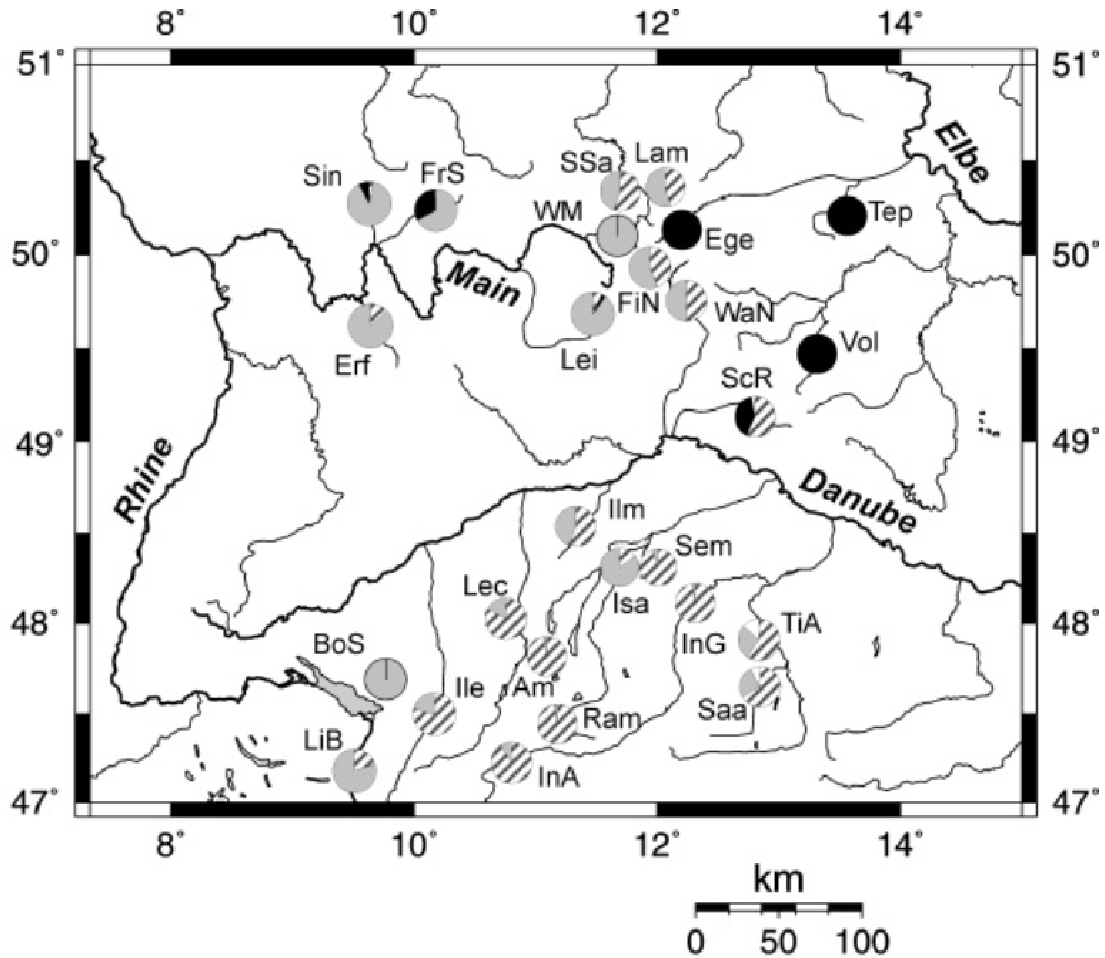 8° 10° 12° 14°
51° 51°
Elbe
SSa Lam
Sin FrS
WM Tep
Ege
50° 50°
Main
FiN WaN
Lei Vol
Erf
ScR
49° 49°
Rhine
Danube
Ilm
Sem
Lec
Isa
48° 48°
TiA
InG
BoS
Ile Am
Saa
Ram
LiB
InA
47° 47°
8° 10° 12° 14°
km
0 50 100